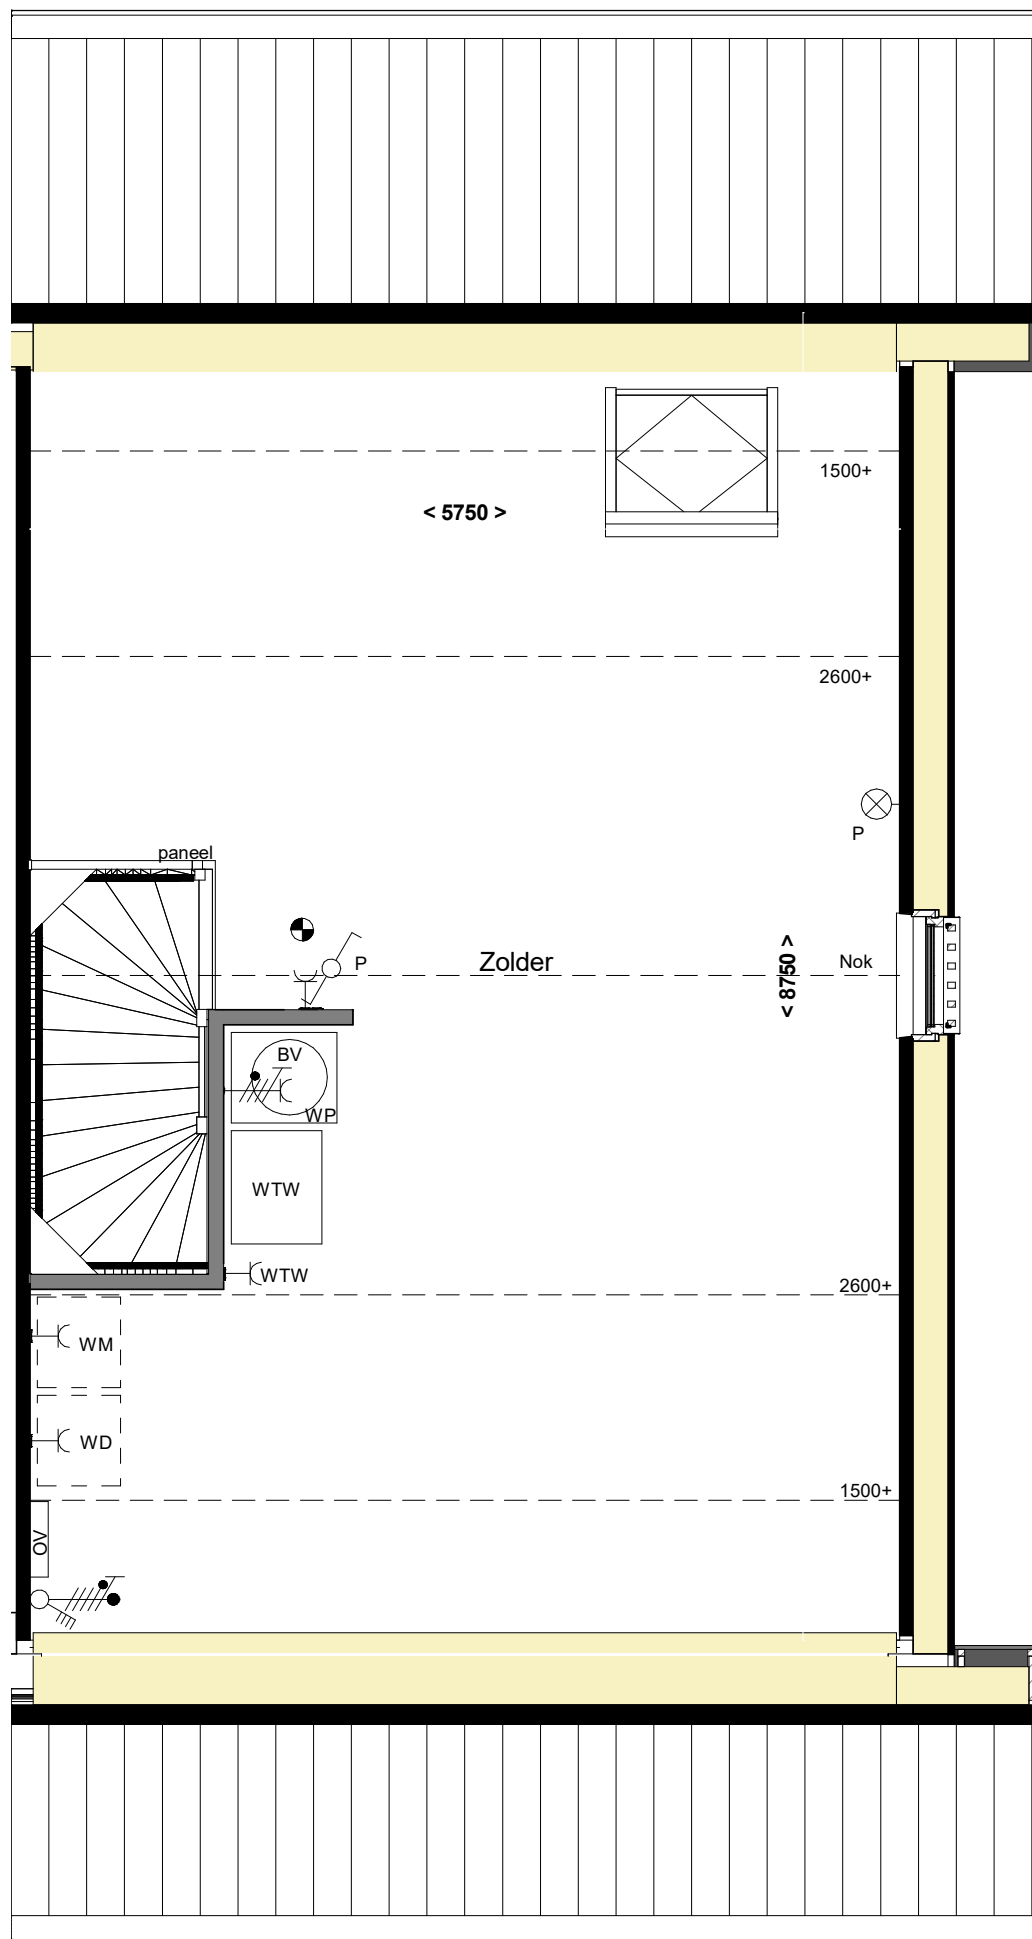 1500+
< 5750 >
2600+
P
paneel
P
Zolder
< 8750 >
Nok
BV
WP
WTW
WTW
2600+
WM
WD
1500+
OV